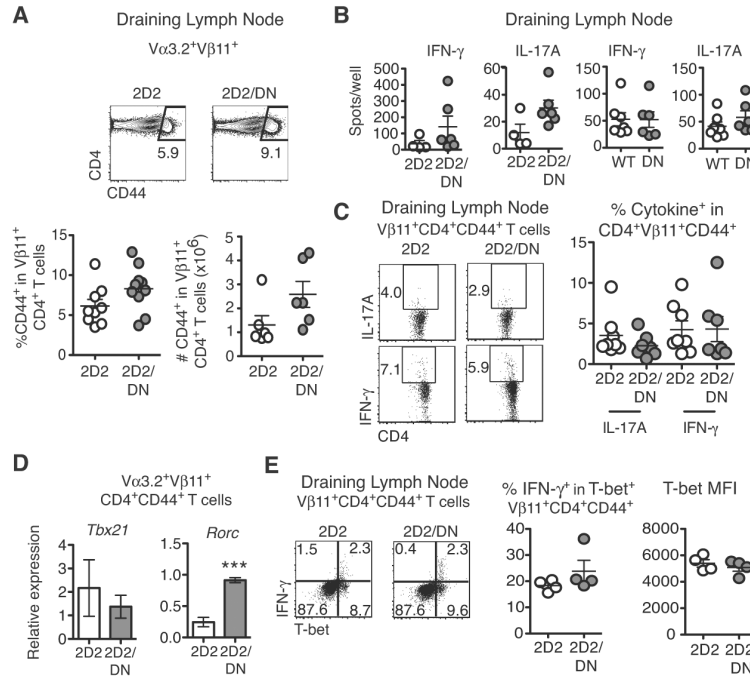 A
Draining Lymph Node
Vα3.2⁺Vβ11⁺
2D2
2D2/DN
5.9
9.1
CD4
CD44
%CD44⁺ in Vβ11⁺
CD4⁺ T cells
15
10
5
0
2D2
2D2/
DN
# CD44⁺ in Vβ11⁺
CD4⁺ T cells (x10⁶)
5
4
3
2
1
0
2D2
2D2/
DN
B
Draining Lymph Node
Spots/well
IFN-γ
500
400
300
200
100
0
2D2
2D2/
DN
IL-17A
60
40
20
0
2D2
2D2/
DN
IFN-γ
150
100
50
0
WT DN
IL-17A
150
100
50
0
WT DN
C
Draining Lymph Node
Vβ11⁺CD4⁺CD44⁺ T cells
2D2
2D2/DN
4.0
2.9
IL-17A
7.1
5.9
IFN-γ
CD4
% Cytokine⁺ in
CD4⁺Vβ11⁺CD44⁺
15
10
5
0
2D2
2D2/
DN
2D2
2D2/
DN
IL-17A
IFN-γ
D
Vα3.2⁺Vβ11⁺
CD4⁺CD44⁺ T cells
Relative expression
Tbx21
4
3
2
1
0
2D2
2D2/
DN
Rorc
1.5
1.0
0.5
0.0
***
2D2
2D2/
DN
E
Draining Lymph Node
Vβ11⁺CD4⁺CD44⁺ T cells
2D2
2D2/DN
1.5
2.3
87.6
8.7
0.4
2.3
87.6
9.6
IFN-γ
T-bet
% IFN-γ⁺ in T-bet⁺
Vβ11⁺CD4⁺CD44⁺
40
30
20
10
0
2D2
2D2/
DN
T-bet MFI
8000
6000
4000
2000
0
2D2
2D2/
DN